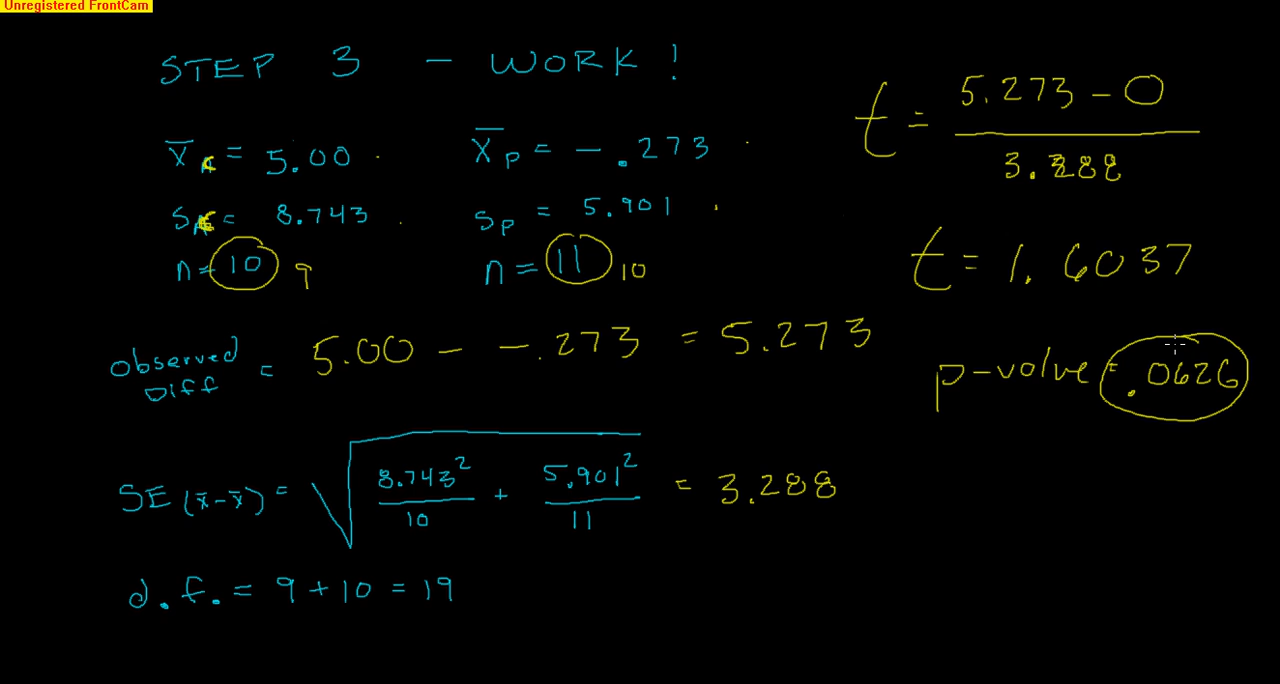 Unregistered FrontCam
STEP 3 - WORK !
x̄c = 5.00
x̄P = -.273
sc = 8.743
sP = 5.901
n = 10 9
n = 11 10
observed DIFF = 5.00 - -.273 = 5.273
SE (x̄-x̄) = √ 8.743²/10 + 5.901²/11 = 3.288
d.f. = 9 + 10 = 19
t = 5.273 - 0 / 3.288
t = 1.6037
p-value = .0626